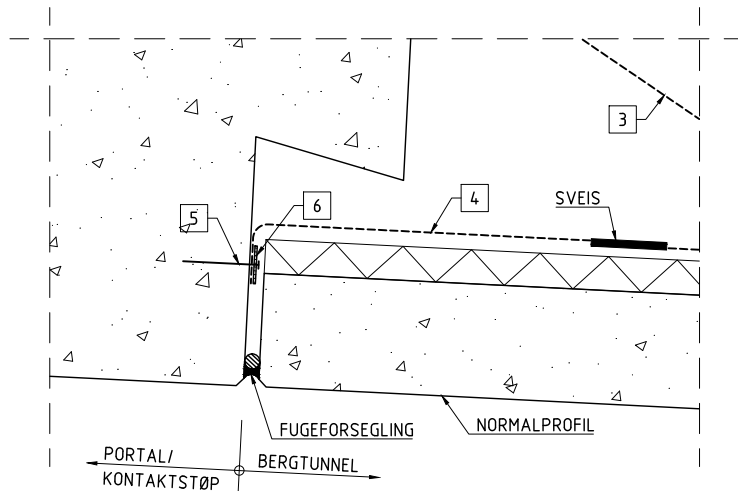 3
4
SVEIS
6
5
FUGEFORSEGLING
NORMALPROFIL
PORTAL/
KONTAKTSTØP
BERGTUNNEL